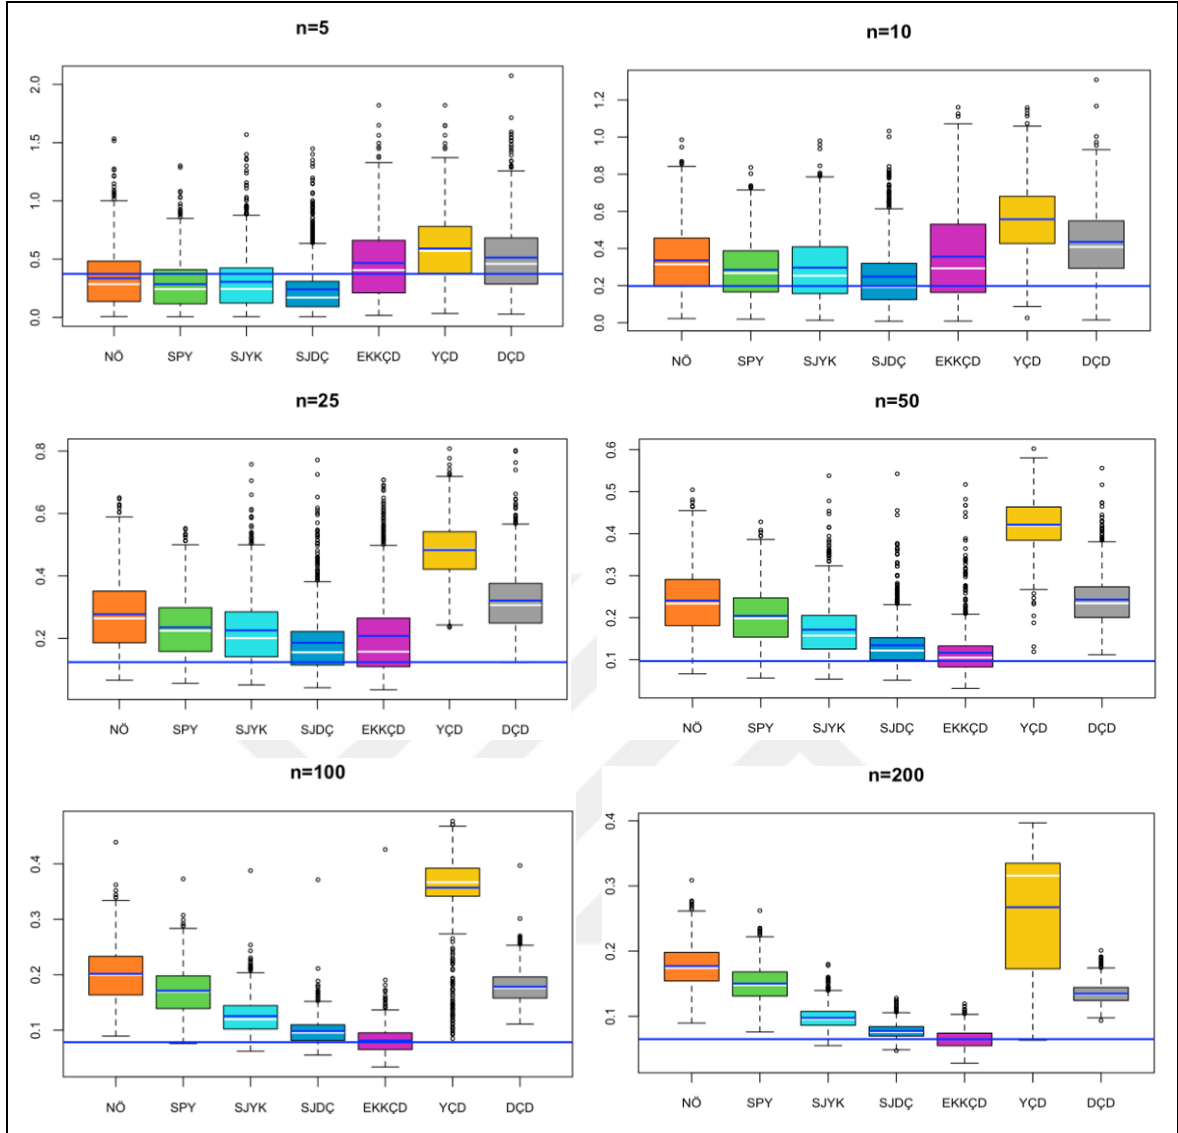 n=5
2.0
1.5
1.0
0.5
0.0
NÖ SPY SJYK SJDÇ EKKÇD YÇD DÇD
n=10
1.2
1.0
0.8
0.6
0.4
0.2
0.0
NÖ SPY SJYK SJDÇ EKKÇD YÇD DÇD
n=25
0.8
0.6
0.4
0.2
NÖ SPY SJYK SJDÇ EKKÇD YÇD DÇD
n=50
0.6
0.5
0.4
0.3
0.2
0.1
NÖ SPY SJYK SJDÇ EKKÇD YÇD DÇD
n=100
0.4
0.3
0.2
0.1
NÖ SPY SJYK SJDÇ EKKÇD YÇD DÇD
n=200
0.4
0.3
0.2
0.1
NÖ SPY SJYK SJDÇ EKKÇD YÇD DÇD